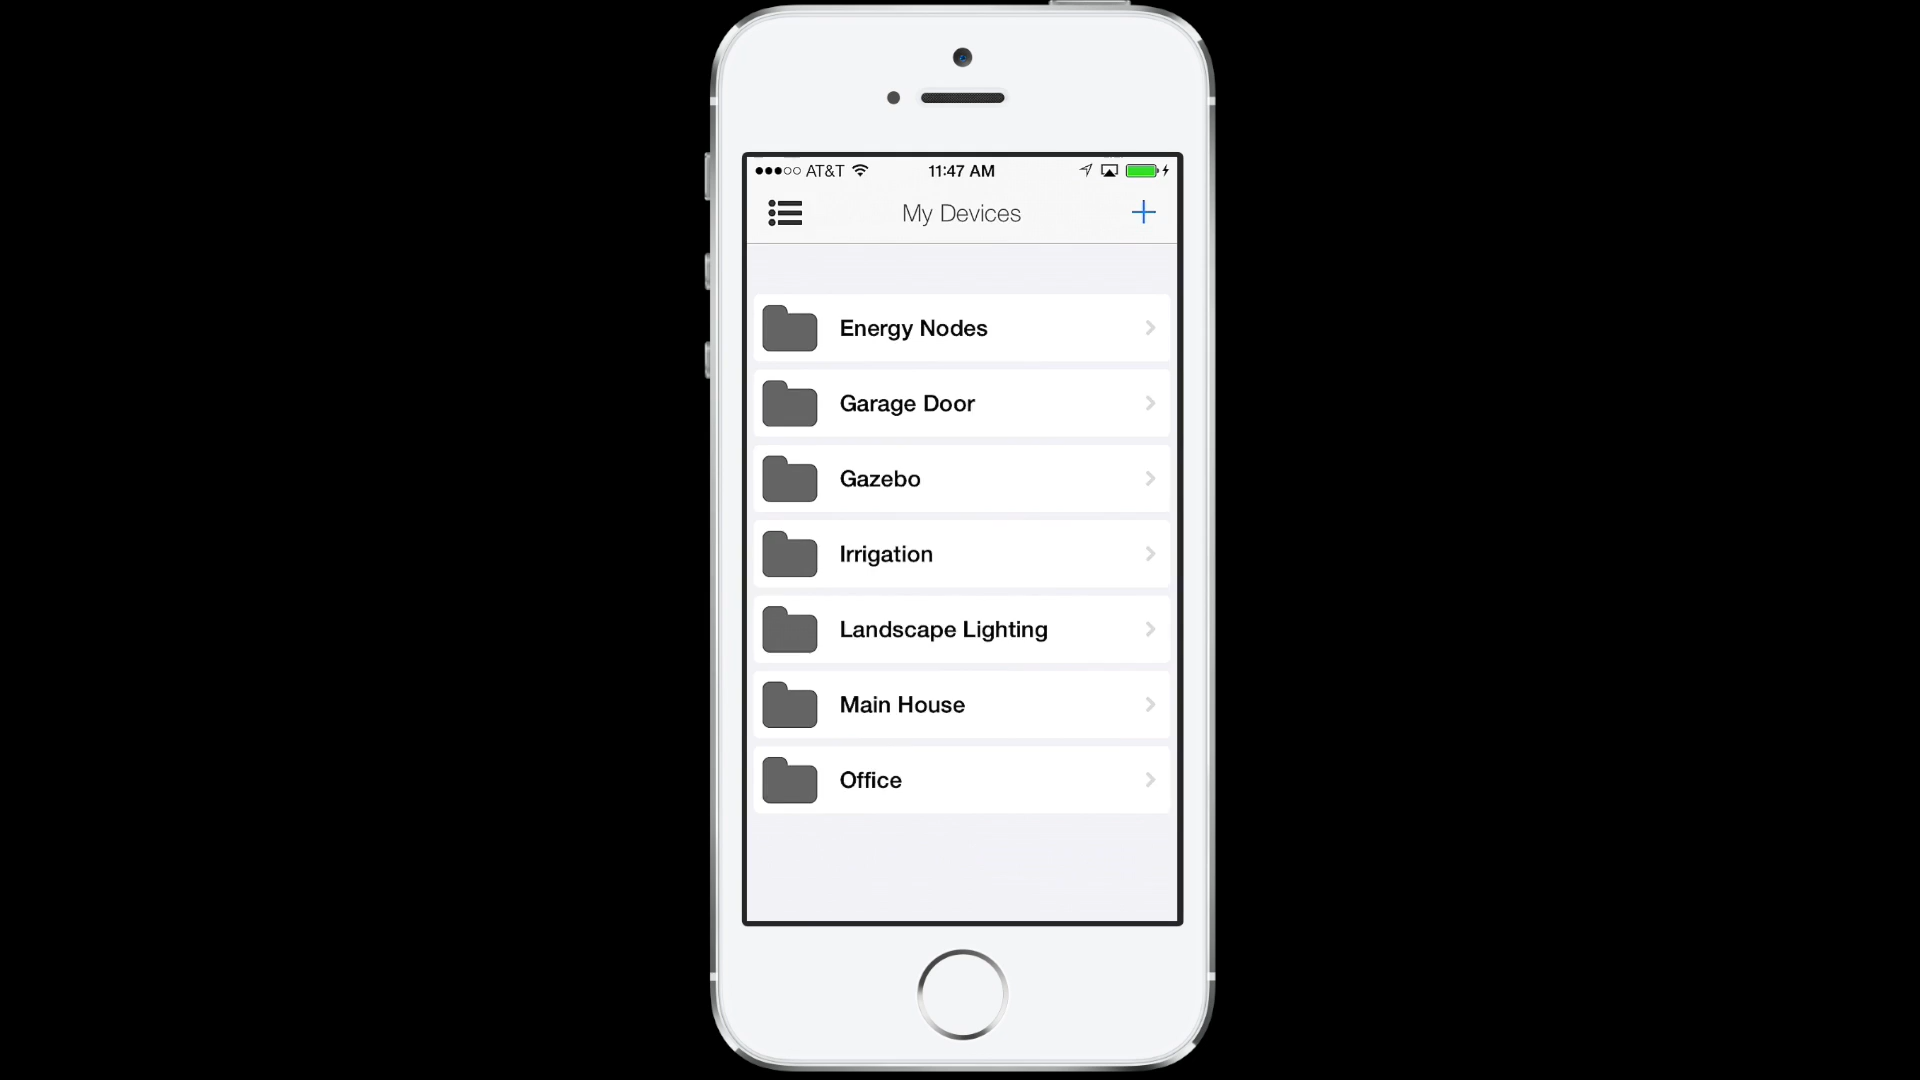 AT&T 11:47 AM
My Devices
Energy Nodes
Garage Door
Gazebo
Irrigation
Landscape Lighting
Main House
Office